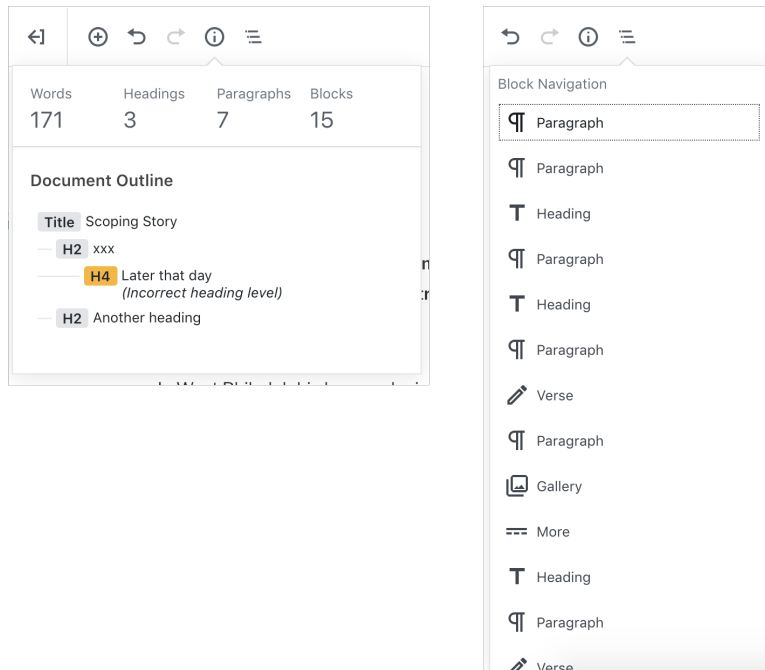 Words Headings Paragraphs Blocks
171 3 7 15
Document Outline
Title Scoping Story
H2 xxx
H4 Later that day
(Incorrect heading level)
H2 Another heading
Block Navigation
Paragraph
Paragraph
Heading
Paragraph
Heading
Paragraph
Verse
Paragraph
Gallery
More
Heading
Paragraph
Verse